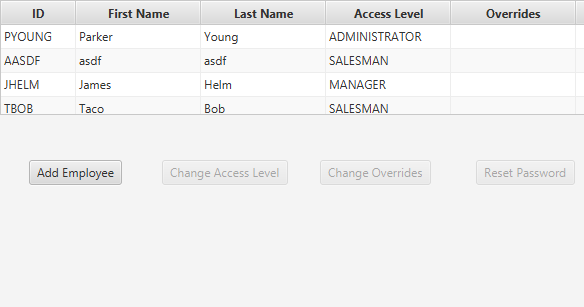 ID First Name Last Name Access Level Overrides
PYOUNG Parker Young ADMINISTRATOR
AASDF asdf asdf SALESMAN
JHELM James Helm MANAGER
TBOB Taco Bob SALESMAN
Add Employee Change Access Level Change Overrides Reset Password